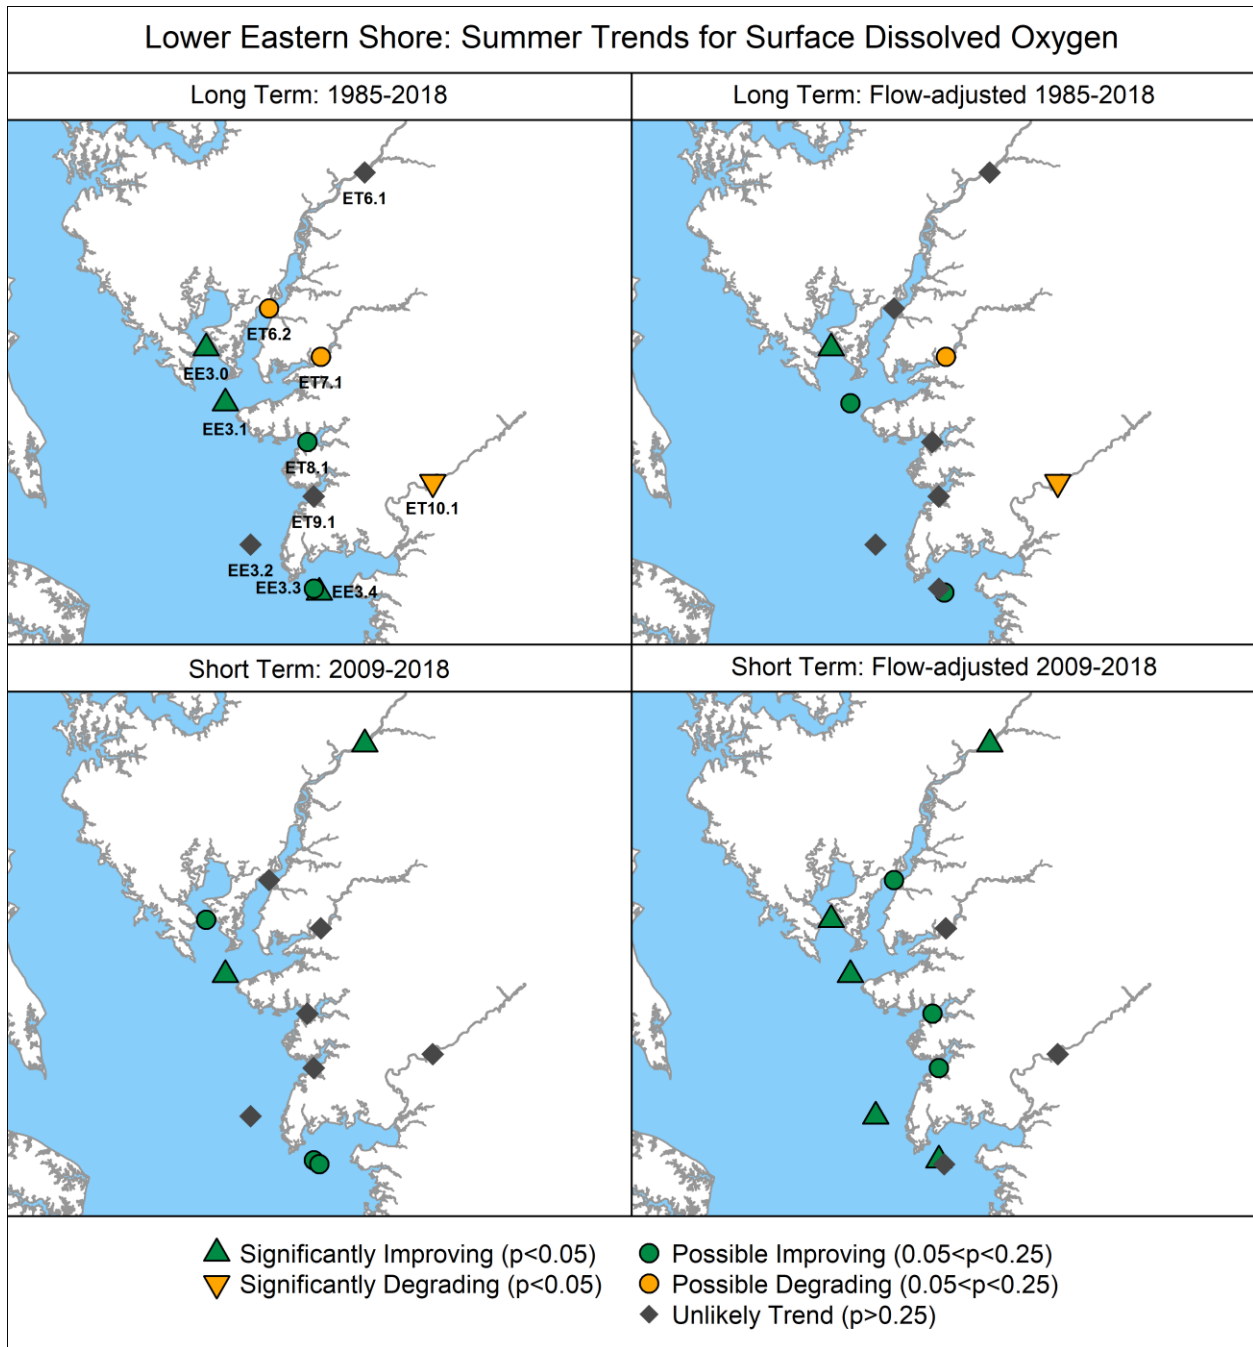 Lower Eastern Shore: Summer Trends for Surface Dissolved Oxygen
Long Term: 1985-2018
Long Term: Flow-adjusted 1985-2018
ET6.1
ET6.2
EE3.0
ET7.1
EE3.1
ET8.1
ET9.1
ET10.1
EE3.2
EE3.3
EE3.4
Short Term: 2009-2018
Short Term: Flow-adjusted 2009-2018
Significantly Improving (p<0.05)
Significantly Degrading (p<0.05)
Possible Improving (0.05<p<0.25)
Possible Degrading (0.05<p<0.25)
Unlikely Trend (p>0.25)